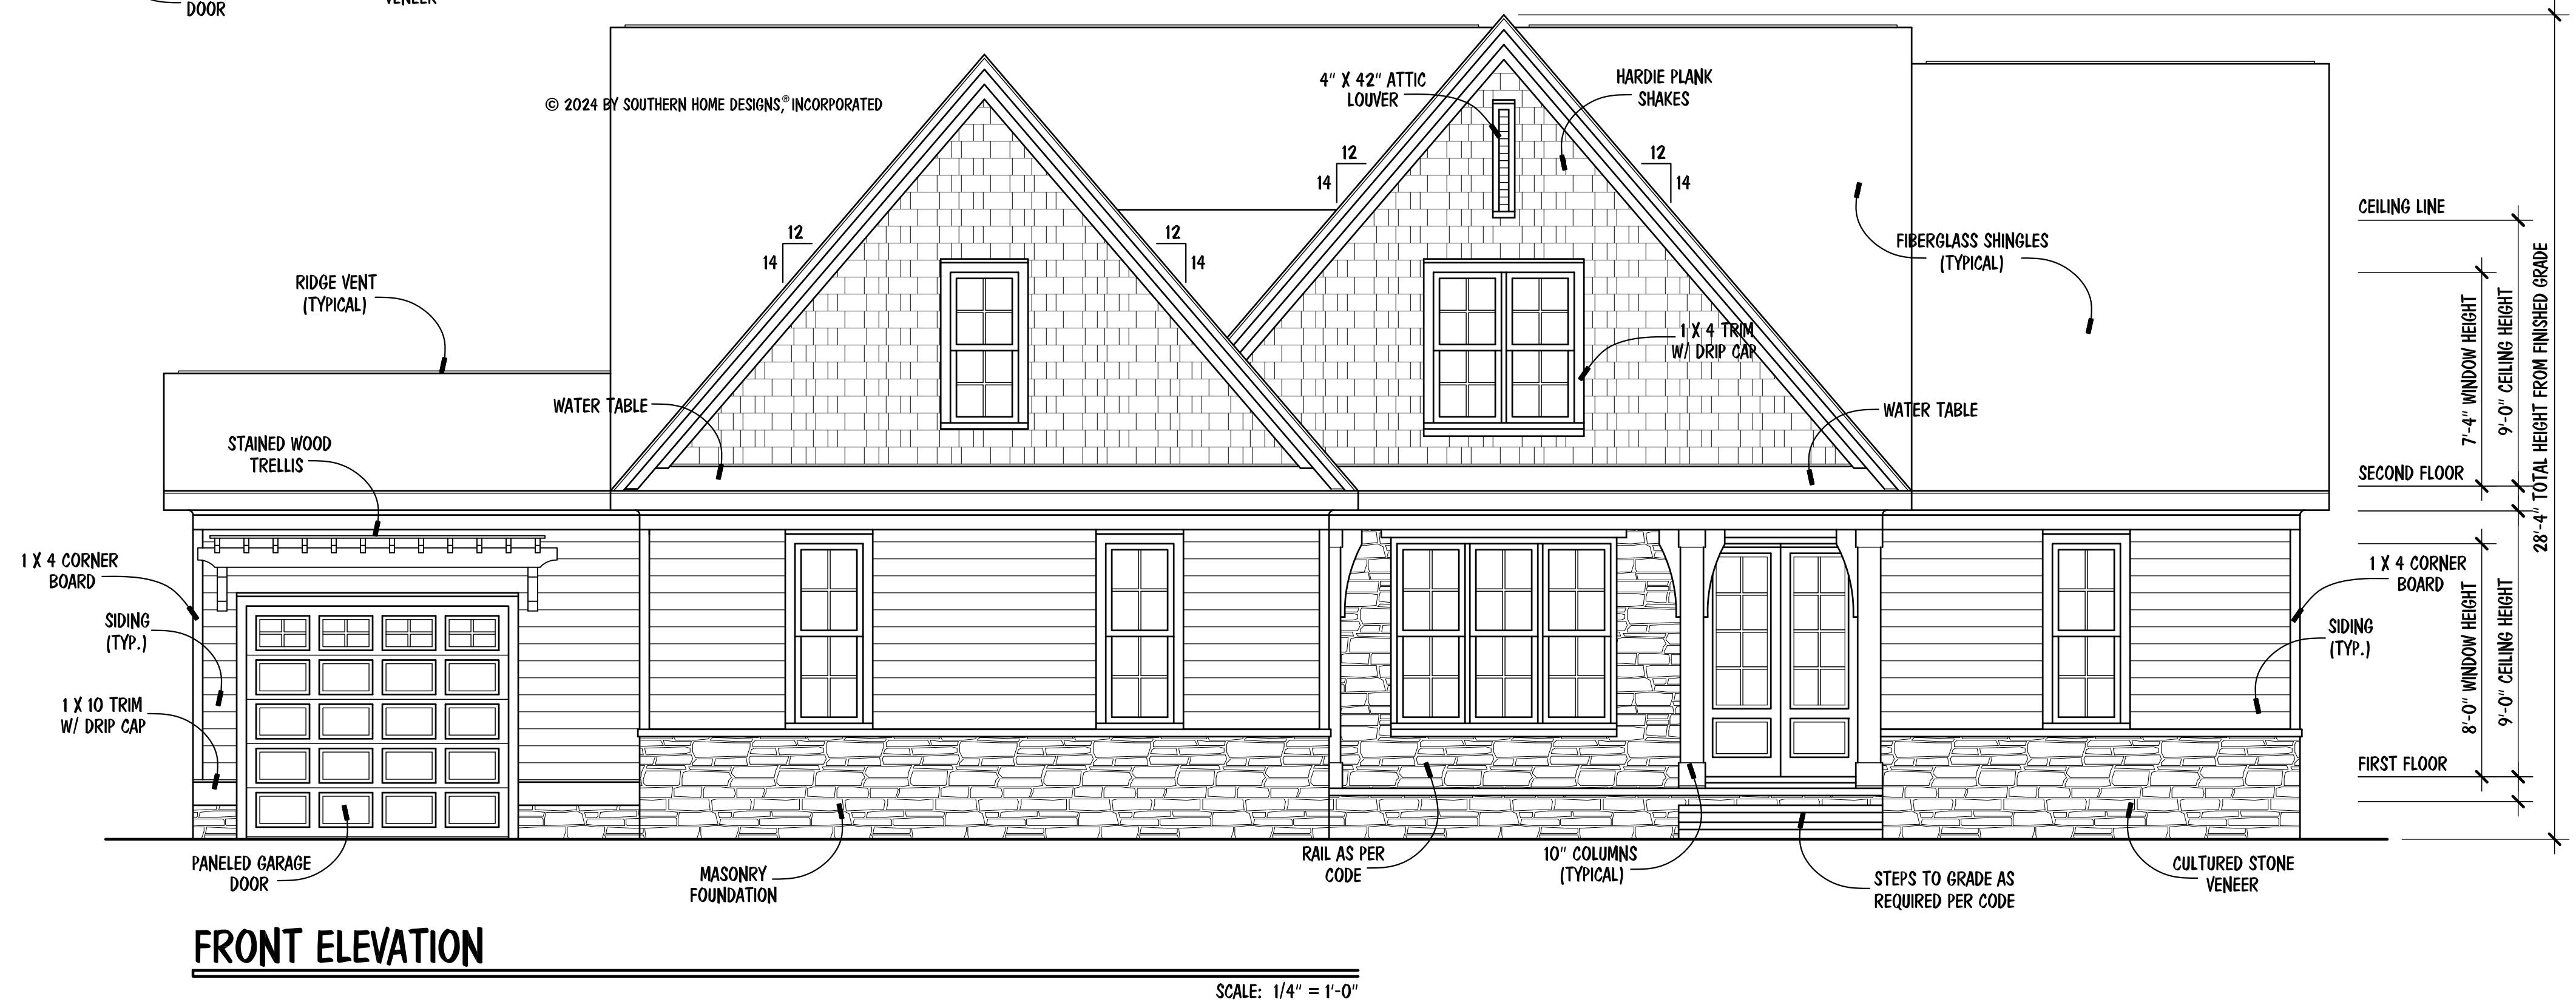 DOOR
VENEER
© 2024 BY SOUTHERN HOME DESIGNS,® INCORPORATED
4" X 42" ATTIC
LOUVER
HARDIE PLANK
SHAKES
12
14
12
14
12
14
12
14
CEILING LINE
FIBERGLASS SHINGLES
(TYPICAL)
RIDGE VENT
(TYPICAL)
1 X 4 TRIM
W/ DRIP CAP
7'-4" WINDOW HEIGHT
9'-0" CEILING HEIGHT
28'-4" TOTAL HEIGHT FROM FINISHED GRADE
WATER TABLE
WATER TABLE
STAINED WOOD
TRELLIS
SECOND FLOOR
1 X 4 CORNER
BOARD
1 X 4 CORNER
BOARD
SIDING
(TYP.)
SIDING
(TYP.)
8'-0" WINDOW HEIGHT
9'-0" CEILING HEIGHT
1 X 10 TRIM
W/ DRIP CAP
FIRST FLOOR
PANELED GARAGE
DOOR
MASONRY
FOUNDATION
RAIL AS PER
CODE
10" COLUMNS
(TYPICAL)
STEPS TO GRADE AS
REQUIRED PER CODE
CULTURED STONE
VENEER
FRONT ELEVATION
SCALE: 1/4" = 1'-0"